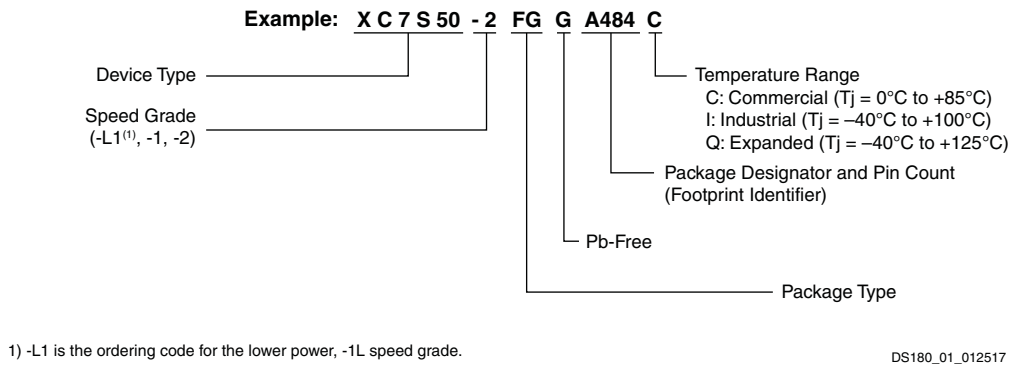 Example: X C 7 S 50 - 2 FG G A484 C
Device Type
Temperature Range
C: Commercial (Tj = 0°C to +85°C)
I: Industrial (Tj = –40°C to +100°C)
Q: Expanded (Tj = –40°C to +125°C)
Speed Grade
(-L1⁽¹⁾, -1, -2)
Package Designator and Pin Count
(Footprint Identifier)
Pb-Free
Package Type
1) -L1 is the ordering code for the lower power, -1L speed grade.
DS180_01_012517